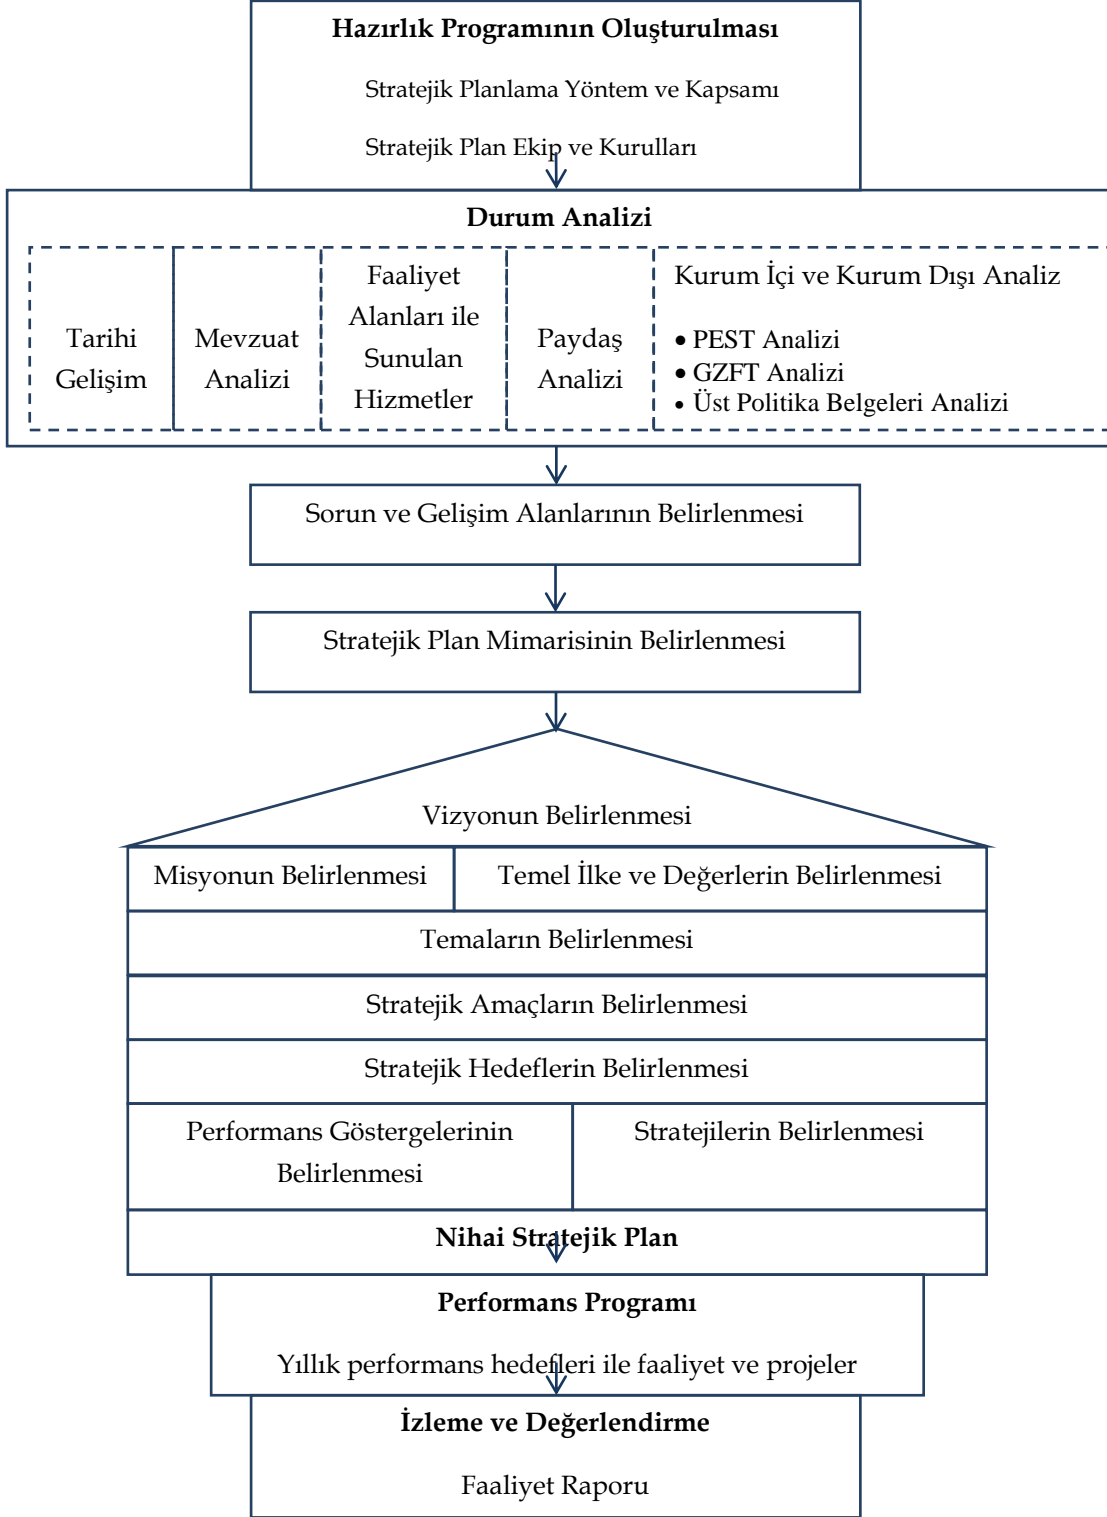 Hazırlık Programının Oluşturulması
Stratejik Planlama Yöntem ve Kapsamı
Stratejik Plan Ekip ve Kurulları
Durum Analizi
Tarihi
Gelişim
Mevzuat
Analizi
Faaliyet
Alanları ile
Sunulan
Hizmetler
Paydaş
Analizi
Kurum İçi ve Kurum Dışı Analiz
• PEST Analizi
• GZFT Analizi
• Üst Politika Belgeleri Analizi
Sorun ve Gelişim Alanlarının Belirlenmesi
Stratejik Plan Mimarisinin Belirlenmesi
Vizyonun Belirlenmesi
Misyonun Belirlenmesi
Temel İlke ve Değerlerin Belirlenmesi
Temaların Belirlenmesi
Stratejik Amaçların Belirlenmesi
Stratejik Hedeflerin Belirlenmesi
Performans Göstergelerinin
Belirlenmesi
Stratejilerin Belirlenmesi
Nihai Stratejik Plan
Performans Programı
Yıllık performans hedefleri ile faaliyet ve projeler
İzleme ve Değerlendirme
Faaliyet Raporu